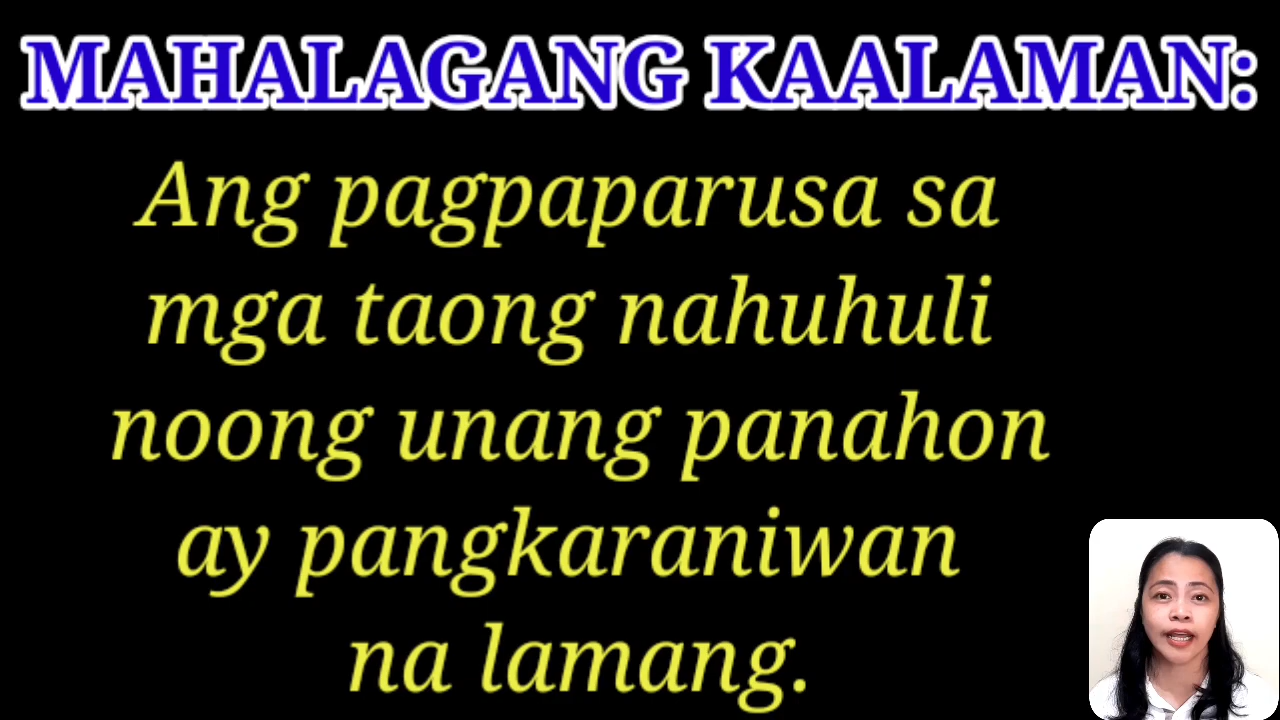 MAHALAGANG KAALAMAN:
Ang pagpaparusa sa
mga taong nahuhuli
noong unang panahon
ay pangkaraniwan
na lamang.